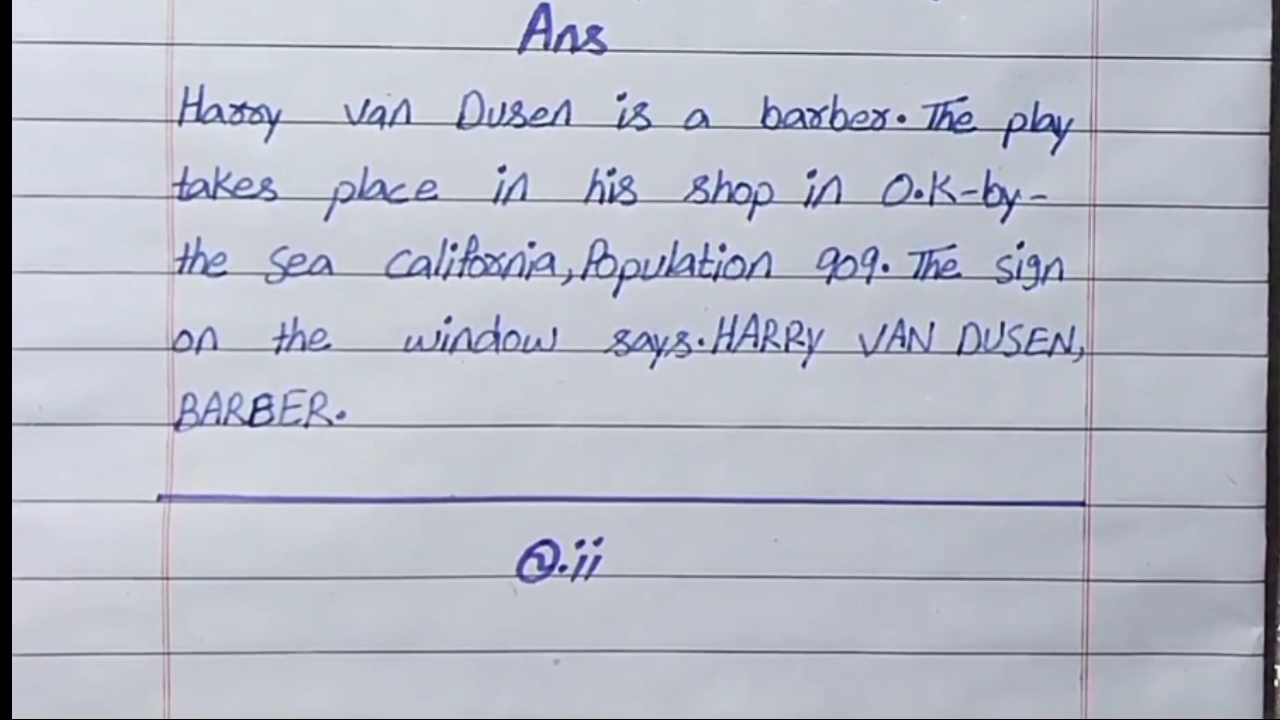 Ans
Harry van Dusen is a barber. The play
takes place in his shop in O.K-by-
the sea california, Population 909. The sign
on the window says. HARRY VAN DUSEN,
BARBER.
Q.ii